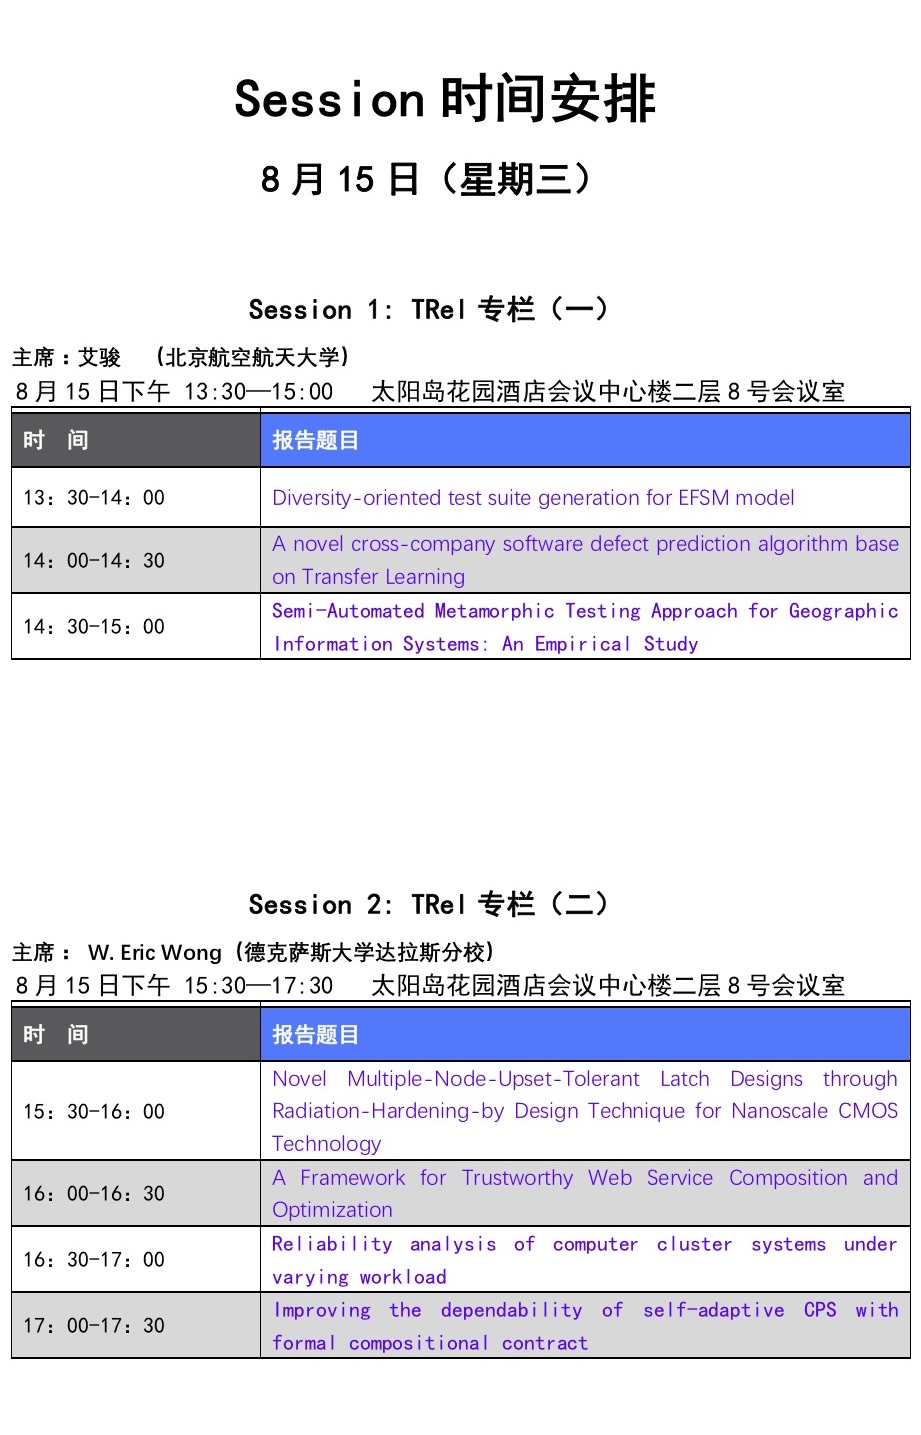 Session 时间安排
8 月 15 日（星期三）
Session 1: TRel 专栏（一）
主席：艾骏 （北京航空航天大学）
8 月 15 日下午 13:30—15:00 太阳岛花园酒店会议中心楼二层 8 号会议室
时 间 报告题目
13：30-14：00 Diversity-oriented test suite generation for EFSM model
14：00-14：30 A novel cross-company software defect prediction algorithm base
on Transfer Learning
14：30-15：00 Semi-Automated Metamorphic Testing Approach for Geographic
Information Systems: An Empirical Study
Session 2: TRel 专栏（二）
主席： W. Eric Wong（德克萨斯大学达拉斯分校）
8 月 15 日下午 15:30—17:30 太阳岛花园酒店会议中心楼二层 8 号会议室
时 间 报告题目
15：30-16：00 Novel Multiple-Node-Upset-Tolerant Latch Designs through
Radiation-Hardening-by Design Technique for Nanoscale CMOS
Technology
16：00-16：30 A Framework for Trustworthy Web Service Composition and
Optimization
16：30-17：00 Reliability analysis of computer cluster systems under
varying workload
17：00-17：30 Improving the dependability of self-adaptive CPS with
formal compositional contract